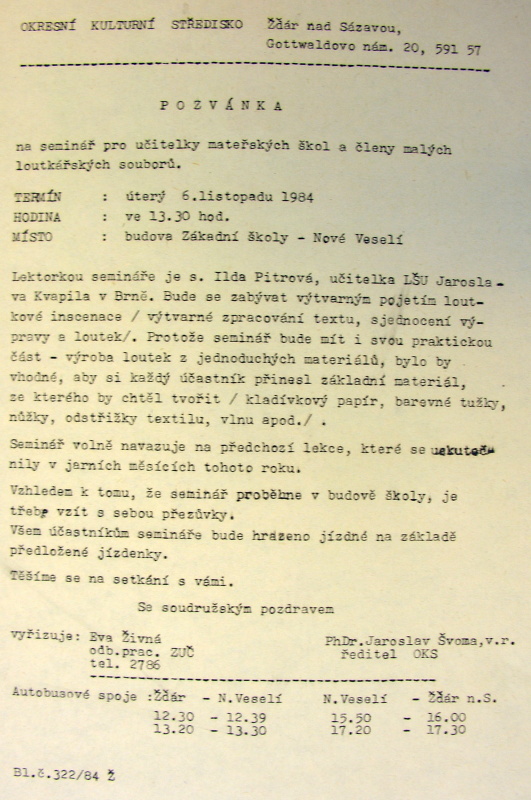 OKRESNÍ KULTURNÍ STŘEDISKO Žďár nad Sázavou,
Gottwaldovo nám. 20, 591 57
P O Z V Á N K A
na seminář pro učitelky mateřských škol a členy malých
loutkářských souborů.
TERMÍN : úterý 6.listopadu 1984
HODINA : ve 13.30 hod.
MÍSTO : budova Zákadní školy - Nové Veselí
Lektorkou semináře je s. Ilda Pitrová, učitelka LŠU Jarosla-
va Kvapila v Brně. Bude se zabývat výtvarným pojetím lout-
kové inscenace / výtvarné zpracování textu, sjednocení vý-
pravy a loutek/. Protože seminář bude mít i svou praktickou
část - výroba loutek z jednoduchých materiálů, bylo by
vhodné, aby si každý účastník přinesl základní materiál,
ze kterého by chtěl tvořit / kladívkový papír, barevné tužky,
nůžky, odstřižky textilu, vlnu apod./ .
Seminář volně navazuje na předchozí lekce, které se uskuteč-
nily v jarních měsících tohoto roku.
Vzhledem k tomu, že seminář proběhne v budově školy, je
třeba vzít s sebou přezůvky.
Všem účastníkům semináře bude hrazeno jízdné na základě
předložené jízdenky.
Těšíme se na setkání s vámi.
Se soudružským pozdravem
vyřizuje: Eva Živná
odb.prac. ZUČ
tel. 2786
PhDr.Jaroslav Švoma,v.r.
ředitel OKS
Autobusové spoje :Žďár - N.Veselí N.Veselí - Žďár n.S.
12.30 - 12.39 15.50 - 16.00
13.20 - 13.30 17.20 - 17.30
Bl.č.322/84 Ž